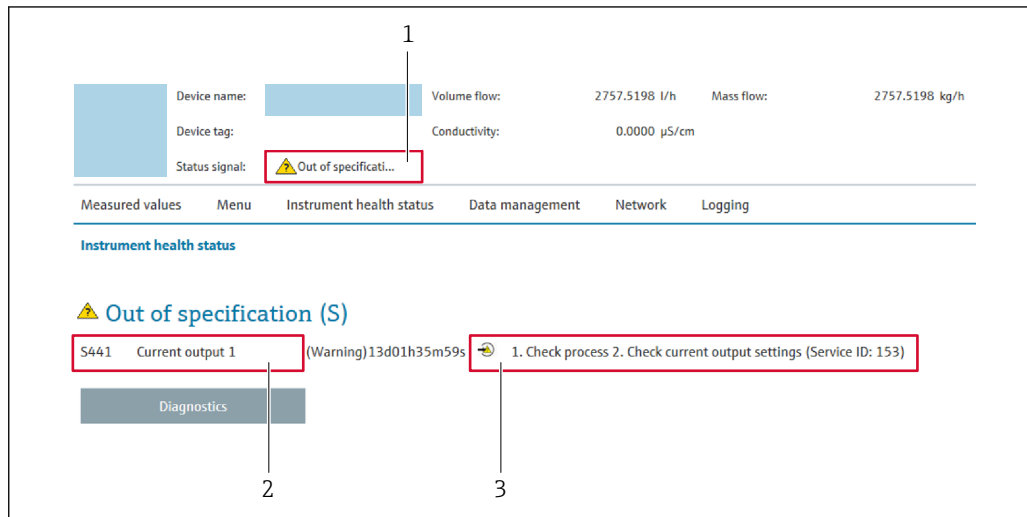 1
Device name: Volume flow: 2757.5198 l/h Mass flow: 2757.5198 kg/h
Device tag: Conductivity: 0.0000 µS/cm
Status signal: Out of specificati...
Measured values Menu Instrument health status Data management Network Logging
Instrument health status
Out of specification (S)
S441 Current output 1 (Warning)13d01h35m59s 1. Check process 2. Check current output settings (Service ID: 153)
Diagnostics
2 3